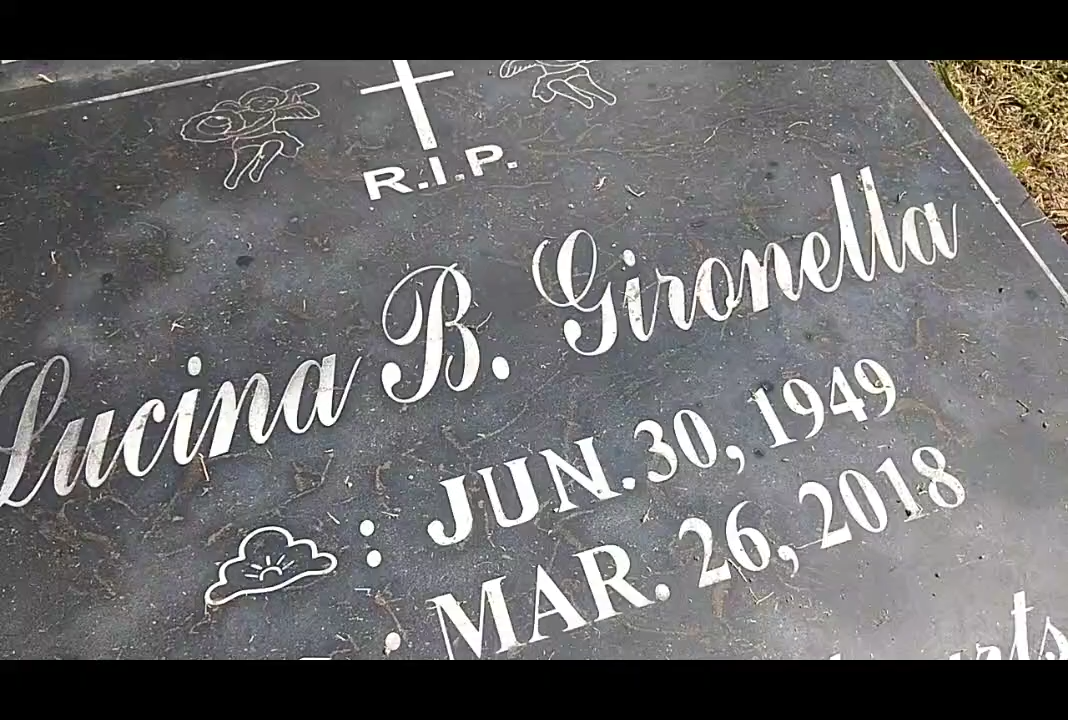 R.I.P.
Lucina B. Gironella
: JUN. 30, 1949
: MAR. 26, 2018